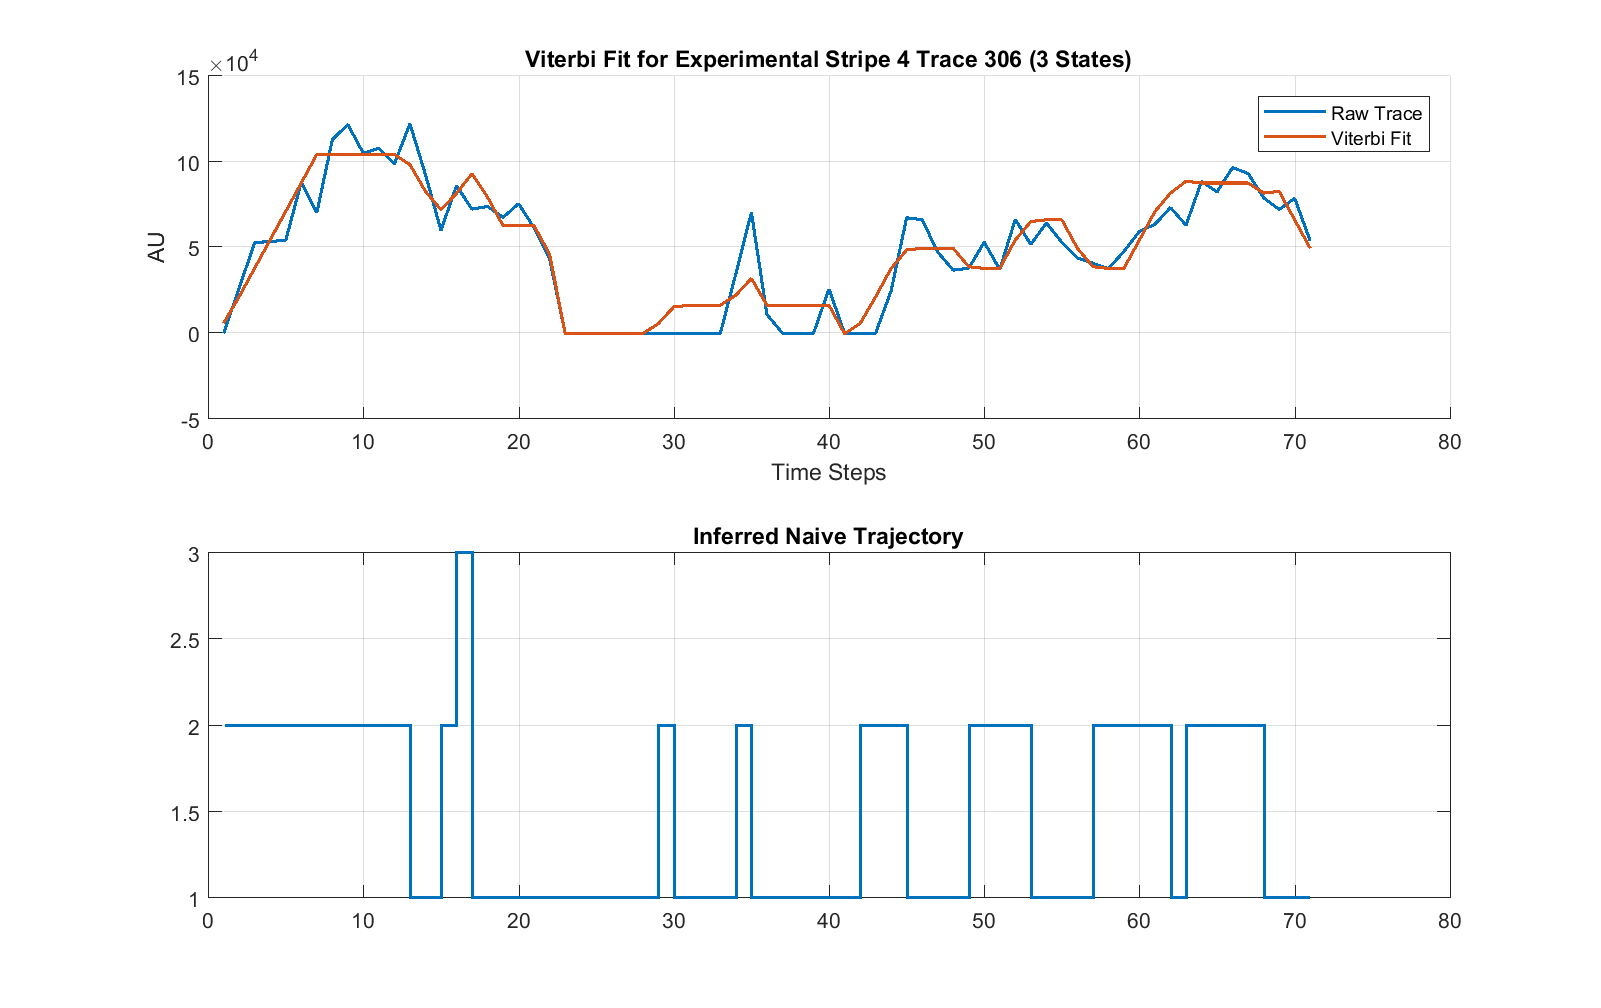 Viterbi Fit for Experimental Stripe 4 Trace 306 (3 States)
×10⁴
15
10
5
0
-5
AU
Raw Trace
Viterbi Fit
0 10 20 30 40 50 60 70 80
Time Steps
Inferred Naive Trajectory
3
2.5
2
1.5
1
0 10 20 30 40 50 60 70 80